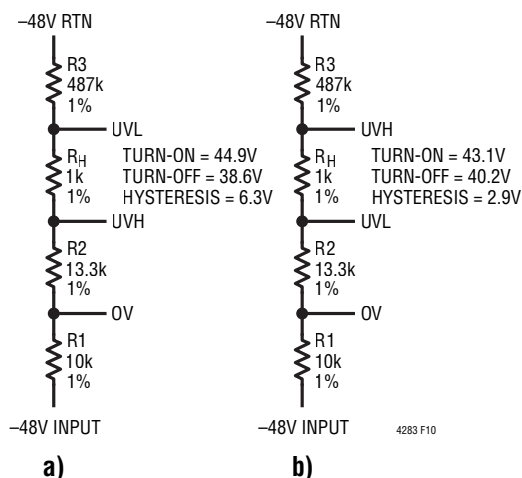 –48V RTN
R3
487k
1%
UVL
RH
1k
1%
TURN-ON = 44.9V
TURN-OFF = 38.6V
HYSTERESIS = 6.3V
UVH
R2
13.3k
1%
OV
R1
10k
1%
–48V INPUT
a)
–48V RTN
R3
487k
1%
UVH
RH
1k
1%
TURN-ON = 43.1V
TURN-OFF = 40.2V
HYSTERESIS = 2.9V
UVL
R2
13.3k
1%
OV
R1
10k
1%
–48V INPUT
4283 F10
b)